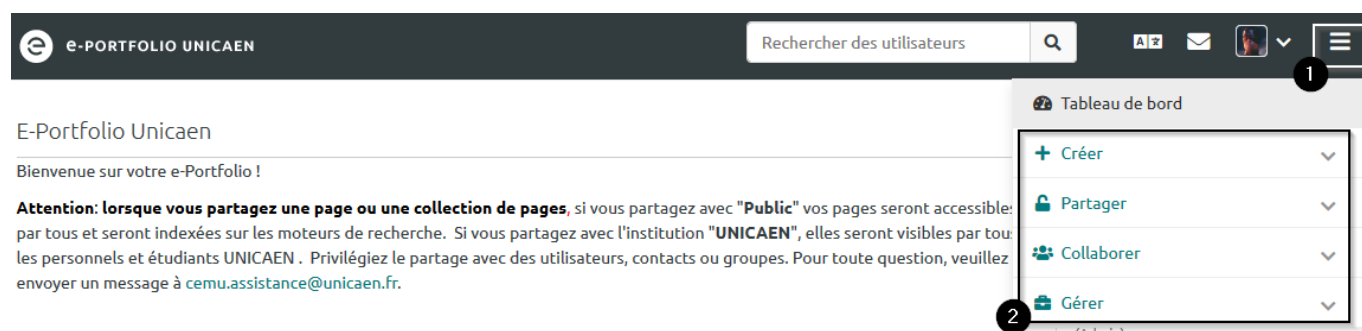 e-PORTFOLIO UNICAEN
Rechercher des utilisateurs
1
Tableau de bord
E-Portfolio Unicaen
Créer
Bienvenue sur votre e-Portfolio !
Attention: lorsque vous partagez une page ou une collection de pages, si vous partagez avec "Public" vos pages seront accessibles
Partager
par tous et seront indexées sur les moteurs de recherche. Si vous partagez avec l'institution "UNICAEN", elles seront visibles par tous
les personnels et étudiants UNICAEN . Privilégiez le partage avec des utilisateurs, contacts ou groupes. Pour toute question, veuillez
Collaborer
envoyer un message à cemu.assistance@unicaen.fr.
Gérer
2